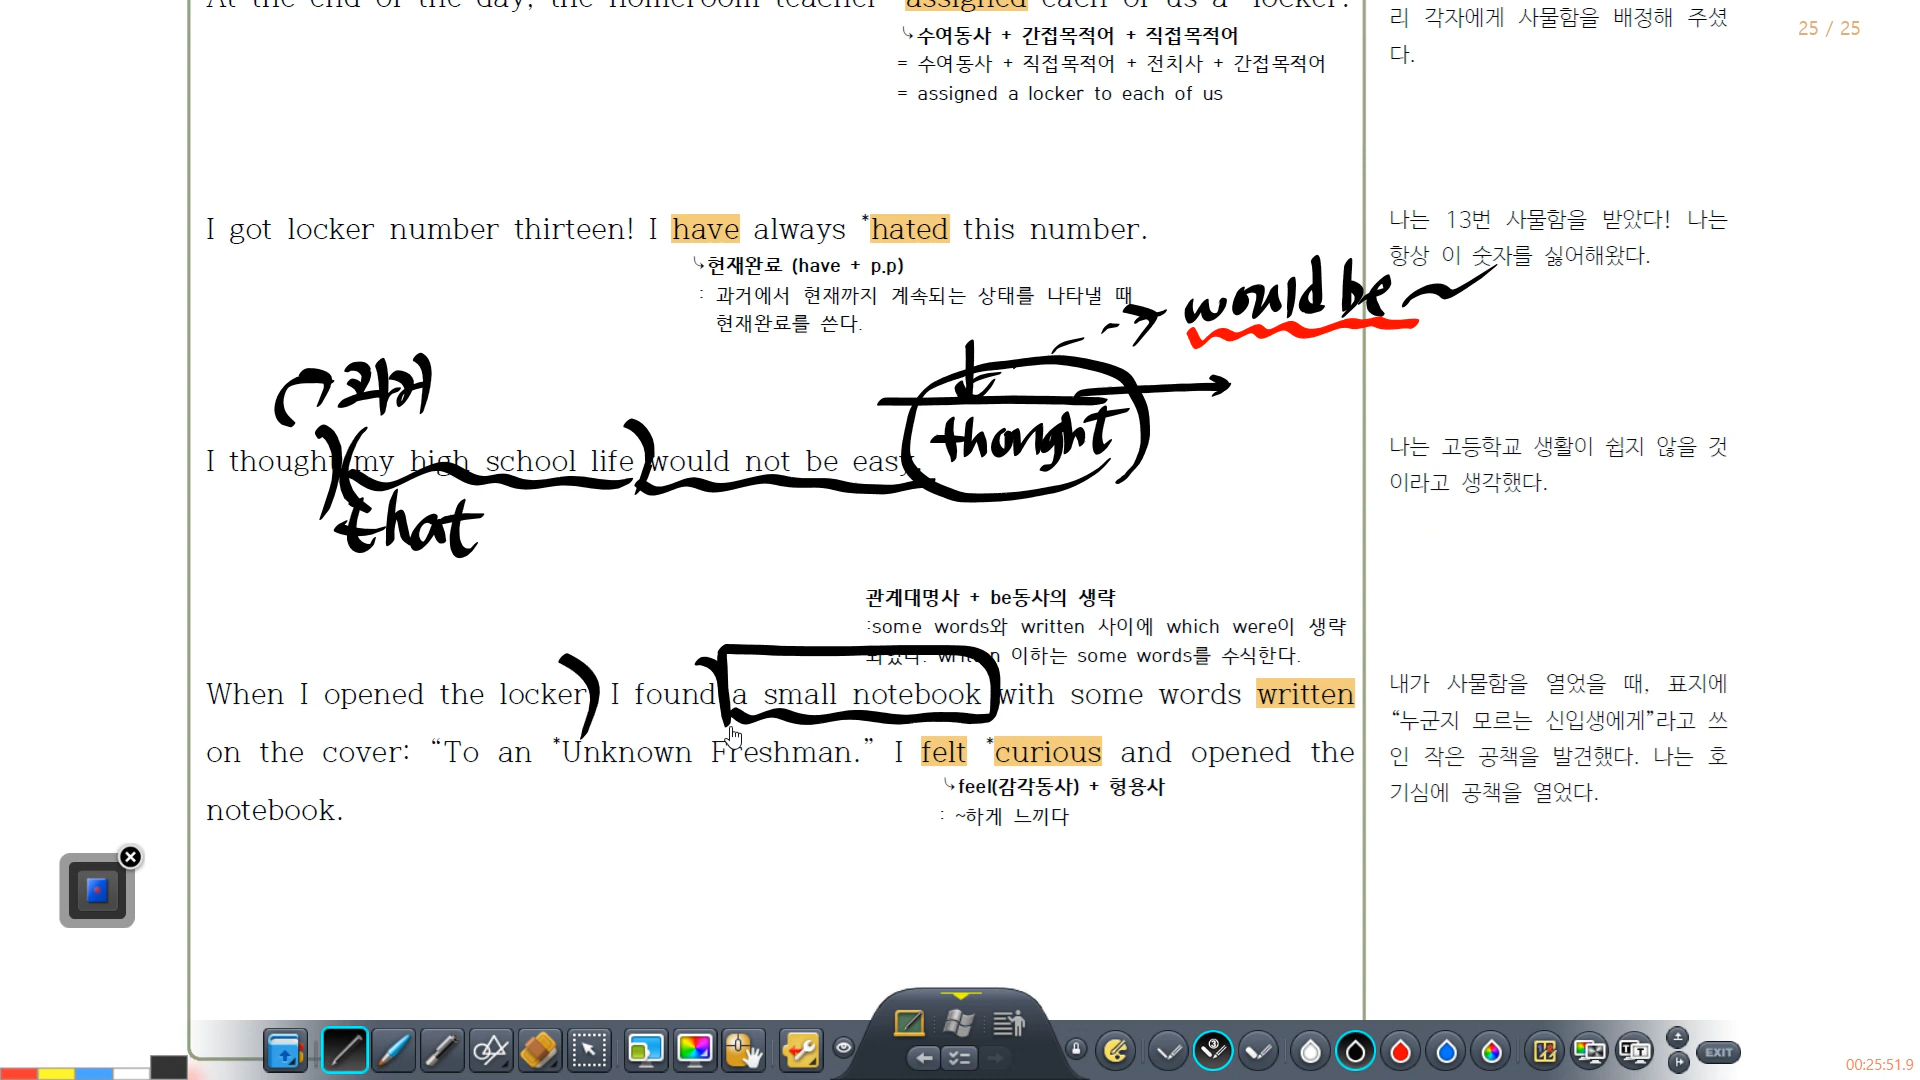 At the end of the day, the homeroom teacher *assigned each of us a *locker.
리 각자에게 사물함을 배정해 주셨
다.
25 / 25
수여동사 + 간접목적어 + 직접목적어
= 수여동사 + 직접목적어 + 전치사 + 간접목적어
= assigned a locker to each of us
I got locker number thirteen! I have always *hated this number.
나는 13번 사물함을 받았다! 나는
항상 이 숫자를 싫어해왔다.
현재완료 (have + p.p)
: 과거에서 현재까지 계속되는 상태를 나타낼 때
현재완료를 쓴다.
would be
과거
thought
I thought my high school life would not be easy.
that
나는 고등학교 생활이 쉽지 않을 것
이라고 생각했다.
관계대명사 + be동사의 생략
:some words와 written 사이에 which were이 생략
되었다. written 이하는 some words를 수식한다.
When I opened the locker, I found a small notebook with some words written
on the cover: “To an *Unknown Freshman.” I felt *curious and opened the
notebook.
feel(감각동사) + 형용사
: ~하게 느끼다
내가 사물함을 열었을 때, 표지에
“누군지 모르는 신입생에게”라고 쓰
인 작은 공책을 발견했다. 나는 호
기심에 공책을 열었다.
EXIT
00:25:51.9